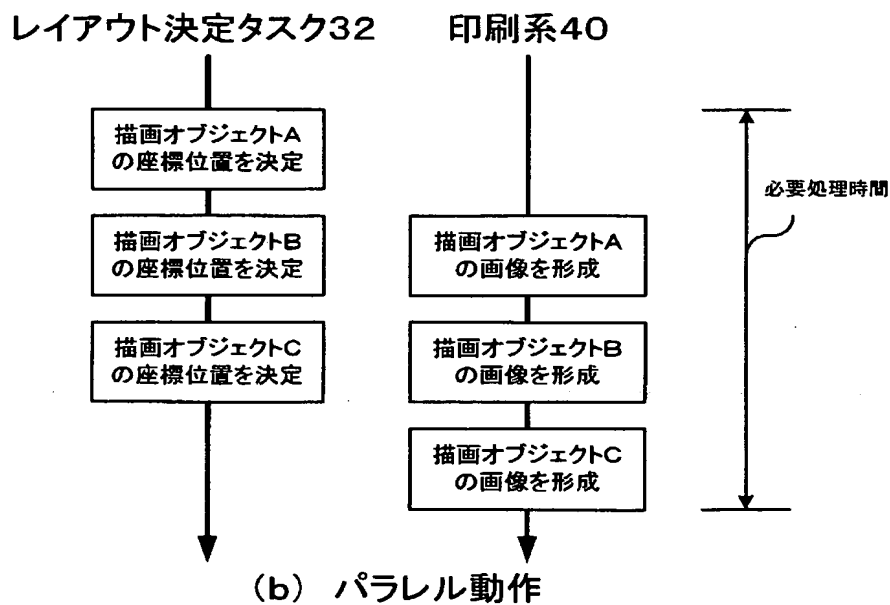 レイアウト決定タスク32
印刷系40
描画オブジェクトA
の座標位置を決定
描画オブジェクトB
の座標位置を決定
描画オブジェクトC
の座標位置を決定
描画オブジェクトA
の画像を形成
描画オブジェクトB
の画像を形成
描画オブジェクトC
の画像を形成
必要処理時間
(b) パラレル動作